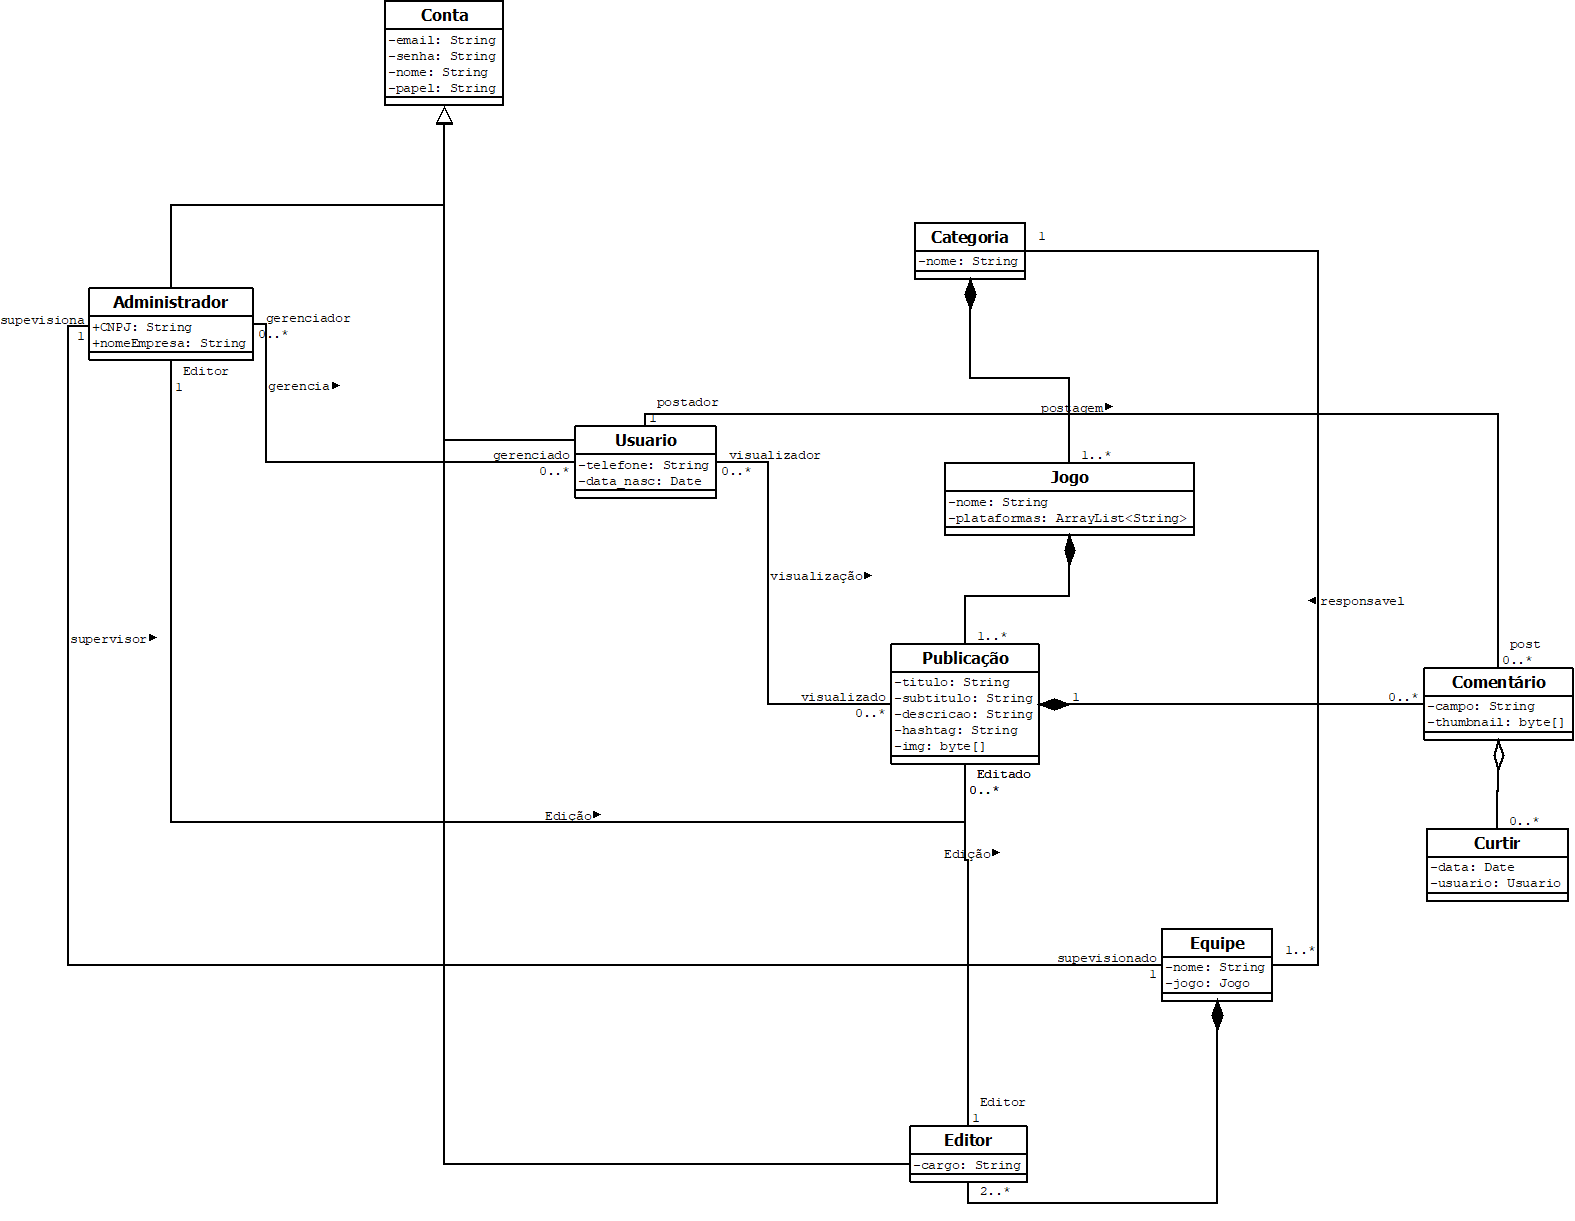 Conta
-email: String
-senha: String
-nome: String
-papel: String
Categoria
-nome: String
1
Administrador
+CNPJ: String
+nomeEmpresa: String
supevisiona
1
gerenciador
0..*
Editor
1
gerencia
postador
1
postagem
Usuario
-telefone: String
-data_nasc: Date
gerenciado
0..*
visualizador
0..*
1..*
Jogo
-nome: String
-plataformas: ArrayList<String>
visualização
responsavel
supervisor
1..*
Publicação
-titulo: String
-subtitulo: String
-descricao: String
-hashtag: String
-img: byte[]
visualizado
0..*
1
0..*
post
0..*
Comentário
-campo: String
-thumbnail: byte[]
Editado
0..*
Edição
Edição
0..*
Curtir
-data: Date
-usuario: Usuario
Equipe
-nome: String
-jogo: Jogo
1..*
supevisionado
1
Editor
1
Editor
-cargo: String
2..*